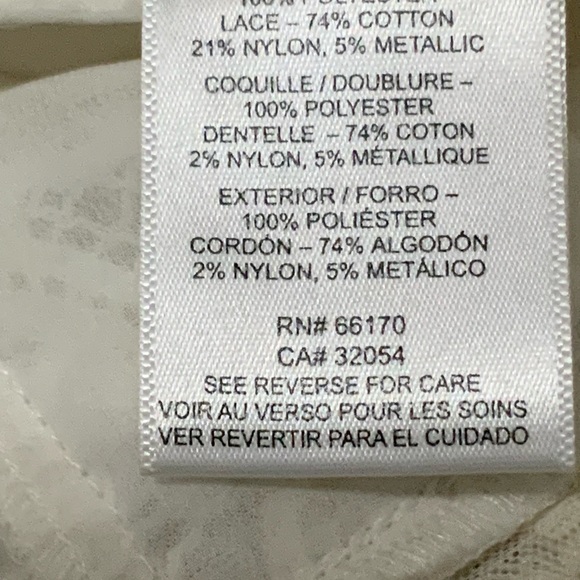 100% POLYESTER
LACE – 74% COTTON
21% NYLON, 5% METALLIC
COQUILLE / DOUBLURE –
100% POLYESTER
DENTELLE – 74% COTON
2% NYLON, 5% MÉTALLIQUE
EXTERIOR / FORRO –
100% POLIÉSTER
CORDÓN – 74% ALGODÓN
2% NYLON, 5% METÁLICO
RN# 66170
CA# 32054
SEE REVERSE FOR CARE
VOIR AU VERSO POUR LES SOINS
VER REVERTIR PARA EL CUIDADO